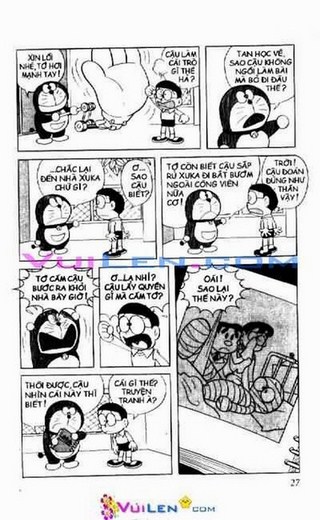 XIN LỖI
NHÉ, TỚ HƠI
MẠNH TAY!
CẬU LÀM
CÁI TRÒ
GÌ THẾ
HẢ?
TAN HỌC VỀ,
SAO CẬU KHÔNG
NGỒI LÀM BÀI
MÀ BỎ ĐI ĐÂU
THẾ?
CHẮC LẠI
ĐẾN NHÀ XUKA
CHỨ GÌ?
Ơ...
SAO
CẬU
BIẾT?
TỚ CÒN BIẾT CẬU SẮP
RỦ XUKA ĐI BẮT BƯỚM
NGOÀI CÔNG VIÊN
NỮA
CƠ!
TRỜI!
CẬU ĐOÁN
ĐÚNG NHƯ
THẦN
VẬY!
VUILEN.COM
TỚ CẤM CẬU
BƯỚC RA KHỎI
NHÀ BÂY GIỜ!
Ơ...LẠ NHỈ?
CẬU LẤY QUYỀN
GÌ MÀ CẤM TỚ?
OÁI!
SAO LẠI
THẾ NÀY?
THÔI ĐƯỢC, CẬU
NHÌN CÁI NÀY THÌ
BIẾT!
CÁI GÌ THẾ?
TRUYỆN
TRANH À?
27
VUILEN.COM